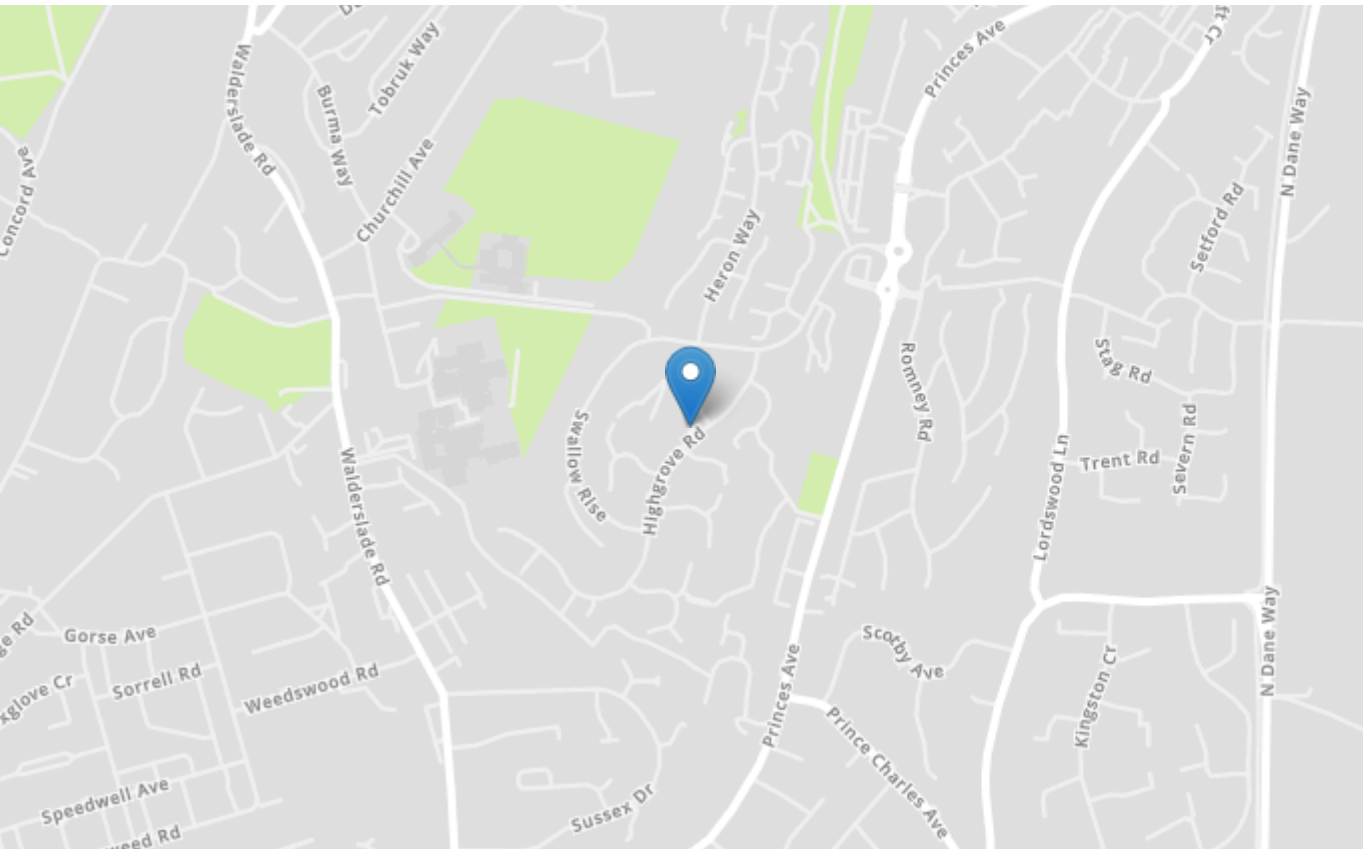 Princes Ave
Tobruk Way
Walderslade Rd
Burma Way
N Dane Way
Churchill Ave
Concord Ave
Setford Rd
Heron Way
Stag Rd
Romney Rd
Swallow Rise
Highgrove Rd
Severn Rd
Trent Rd
Lordswood Ln
Walderslade Rd
Gorse Ave
Scotby Ave
N Dane Way
Sorrell Rd
Weedswood Rd
Kingston Cr
Princes Ave
Prince Charles Ave
Speedwell Ave
Sussex Dr